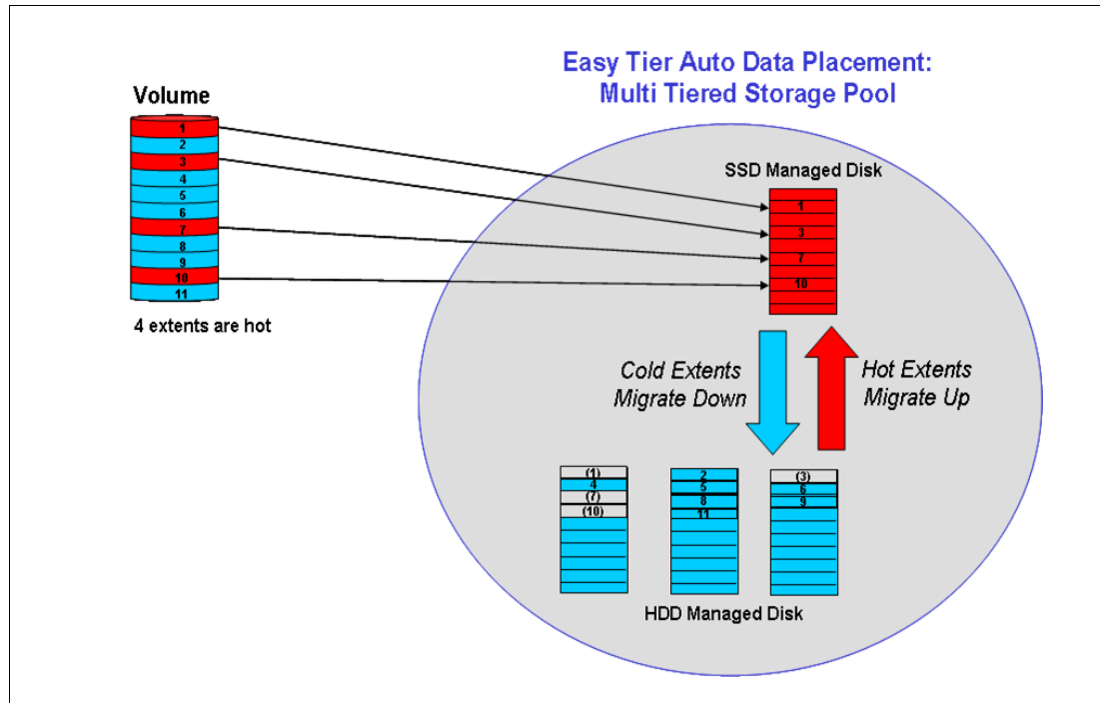 Easy Tier Auto Data Placement:
Multi Tiered Storage Pool
Volume
1
2
3
4
5
6
7
8
9
10
11
4 extents are hot
SSD Managed Disk
1
3
7
10
Cold Extents
Migrate Down
Hot Extents
Migrate Up
(1)
4
(7)
(10)
2
5
8
11
(3)
6
9
HDD Managed Disk